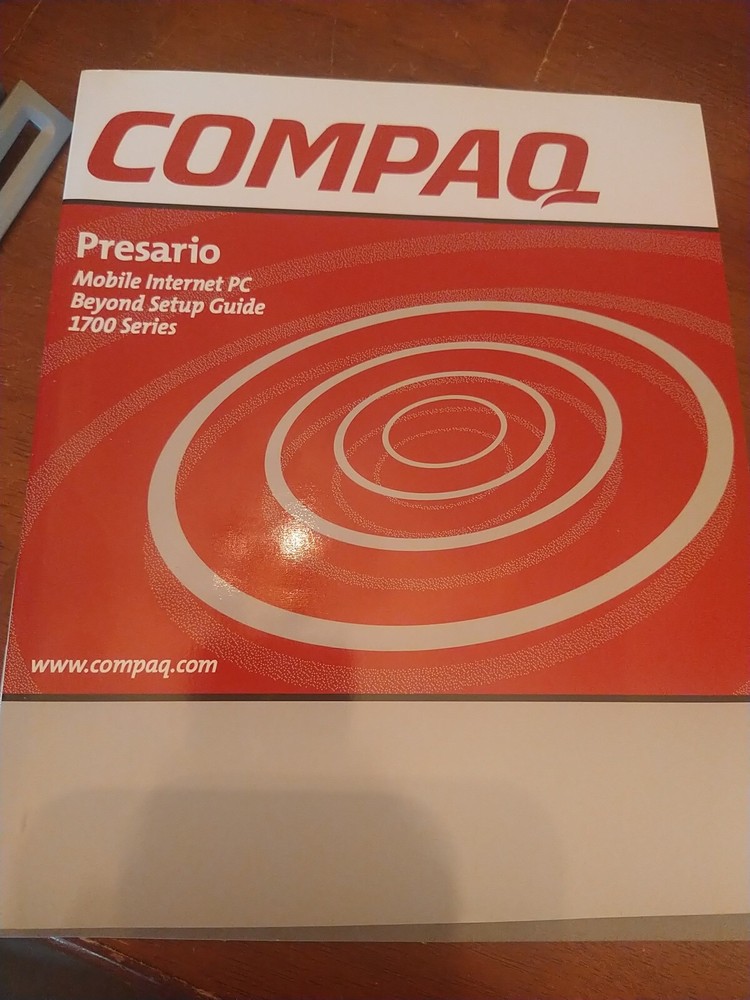 COMPAQ
Presario
Mobile Internet PC
Beyond Setup Guide
1700 Series
www.compaq.com